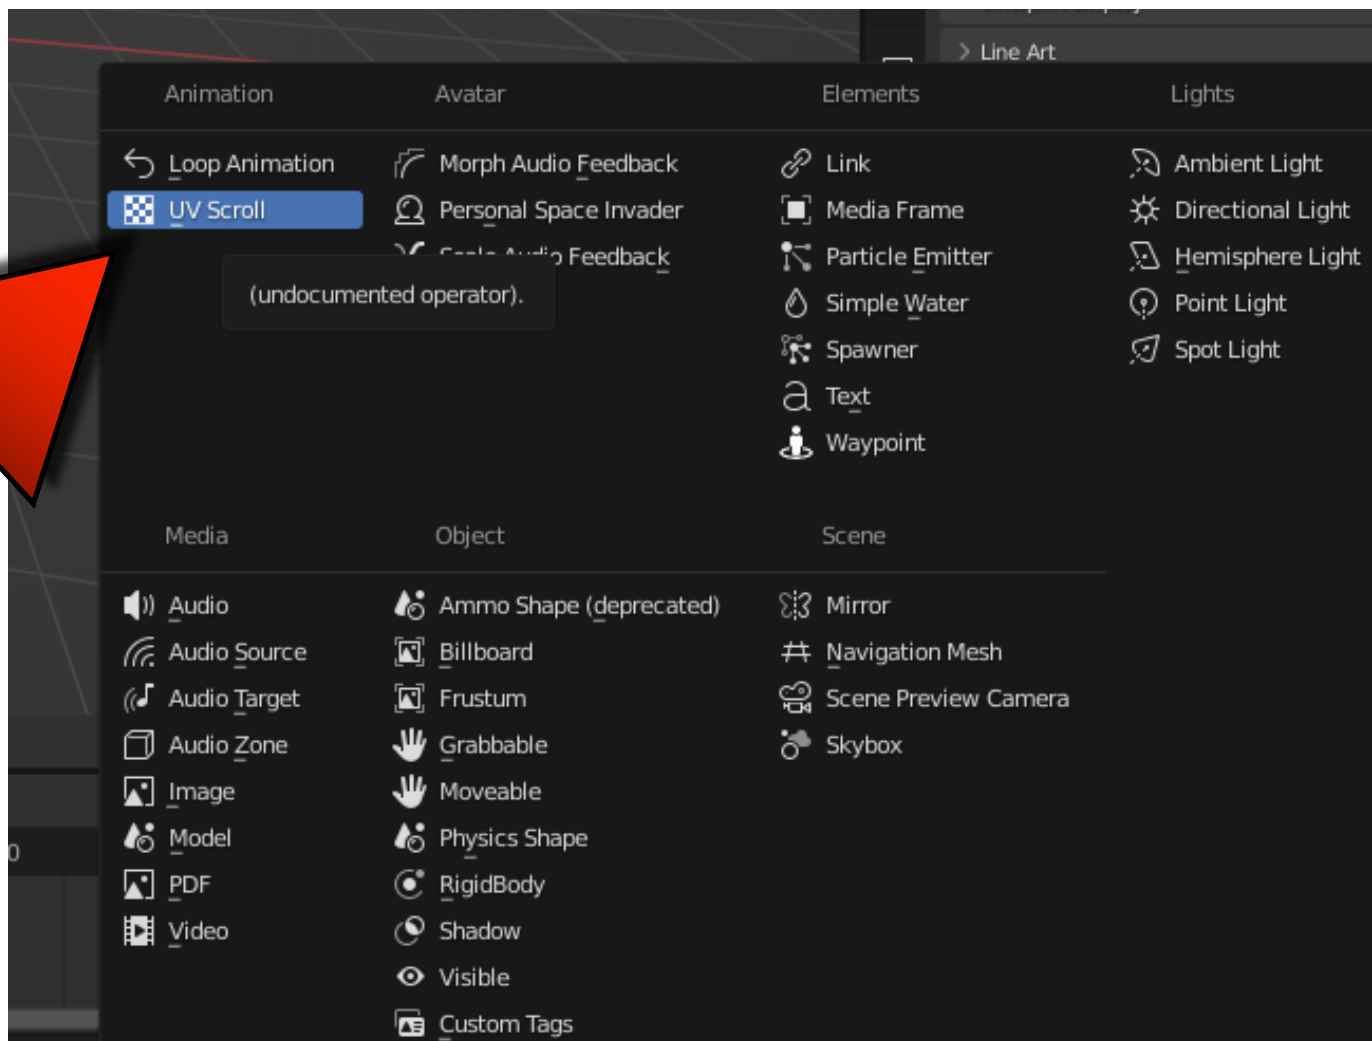 Line Art
Animation
Avatar
Elements
Lights
Loop Animation
Morph Audio Feedback
Link
Ambient Light
UV Scroll
Personal Space Invader
Media Frame
Directional Light
Scale Audio Feedback
Particle Emitter
Hemisphere Light
(undocumented operator).
Simple Water
Point Light
Spawner
Spot Light
Text
Waypoint
Media
Object
Scene
Audio
Ammo Shape (deprecated)
Mirror
Audio Source
Billboard
Navigation Mesh
Audio Target
Frustum
Scene Preview Camera
Audio Zone
Grabbable
Skybox
Image
Moveable
Model
Physics Shape
0
PDF
RigidBody
Video
Shadow
Visible
Custom Tags